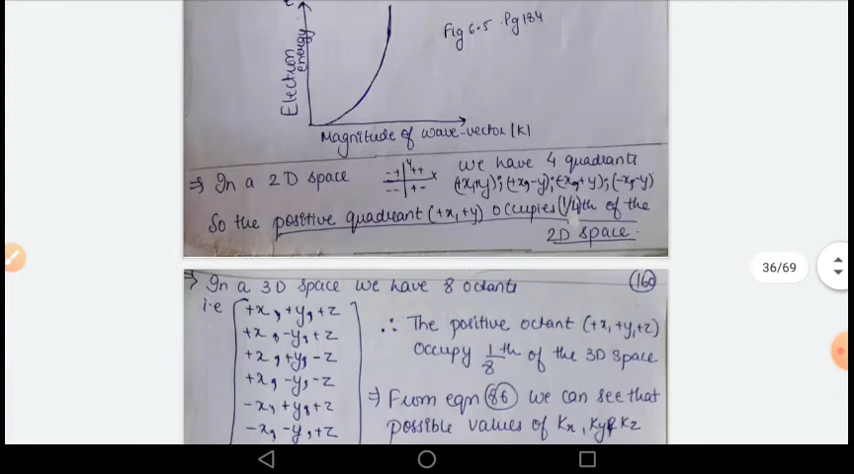 Electron energy
Fig 6.5 Pg 184
Magnitude of wave-vector |K|
⇒ In a 2D space
-+ | ++
-- | +-
y
x
We have 4 quadrants
(+x,+y); (+x,-y); (-x,+y); (-x,-y)
So the positive quadrant (+x,+y) occupies (1/4)th of the
2D space.
36/69
⇒ In a 3D space we have 8 octants
160
i.e
+x, +y, +z
+x, -y, +z
+x, +y, -z
+x, -y, -z
-x, +y, +z
-x, -y, +z
∴ The positive octant (+x,+y,+z)
occupy 1/8 th of the 3D space
⇒ From eqn 86 we can see that
possible values of Kx, Ky & Kz